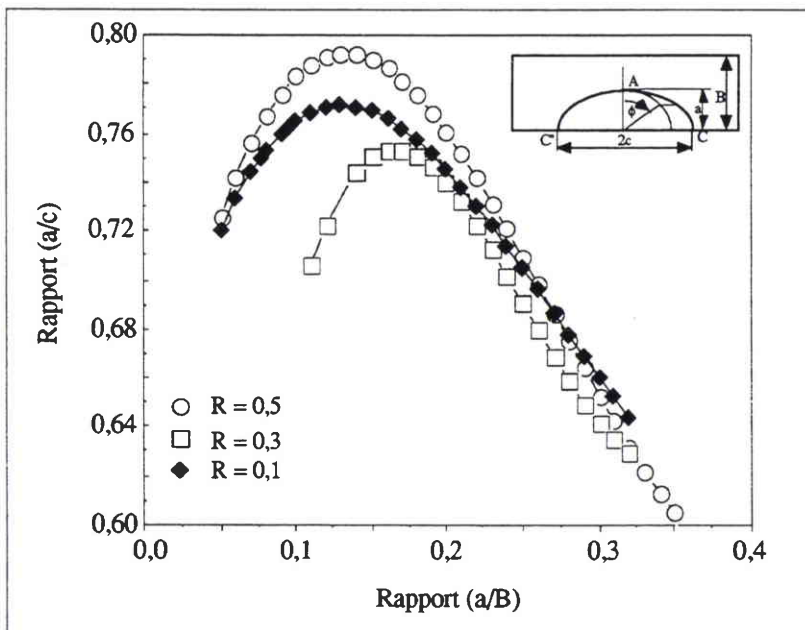 0,80
0,76
0,72
0,68
0,64
0,60
Rapport (a/c)
0,0
0,1
0,2
0,3
0,4
Rapport (a/B)
R = 0,5
R = 0,3
R = 0,1
A
B
a
ϕ
C"
2c
C